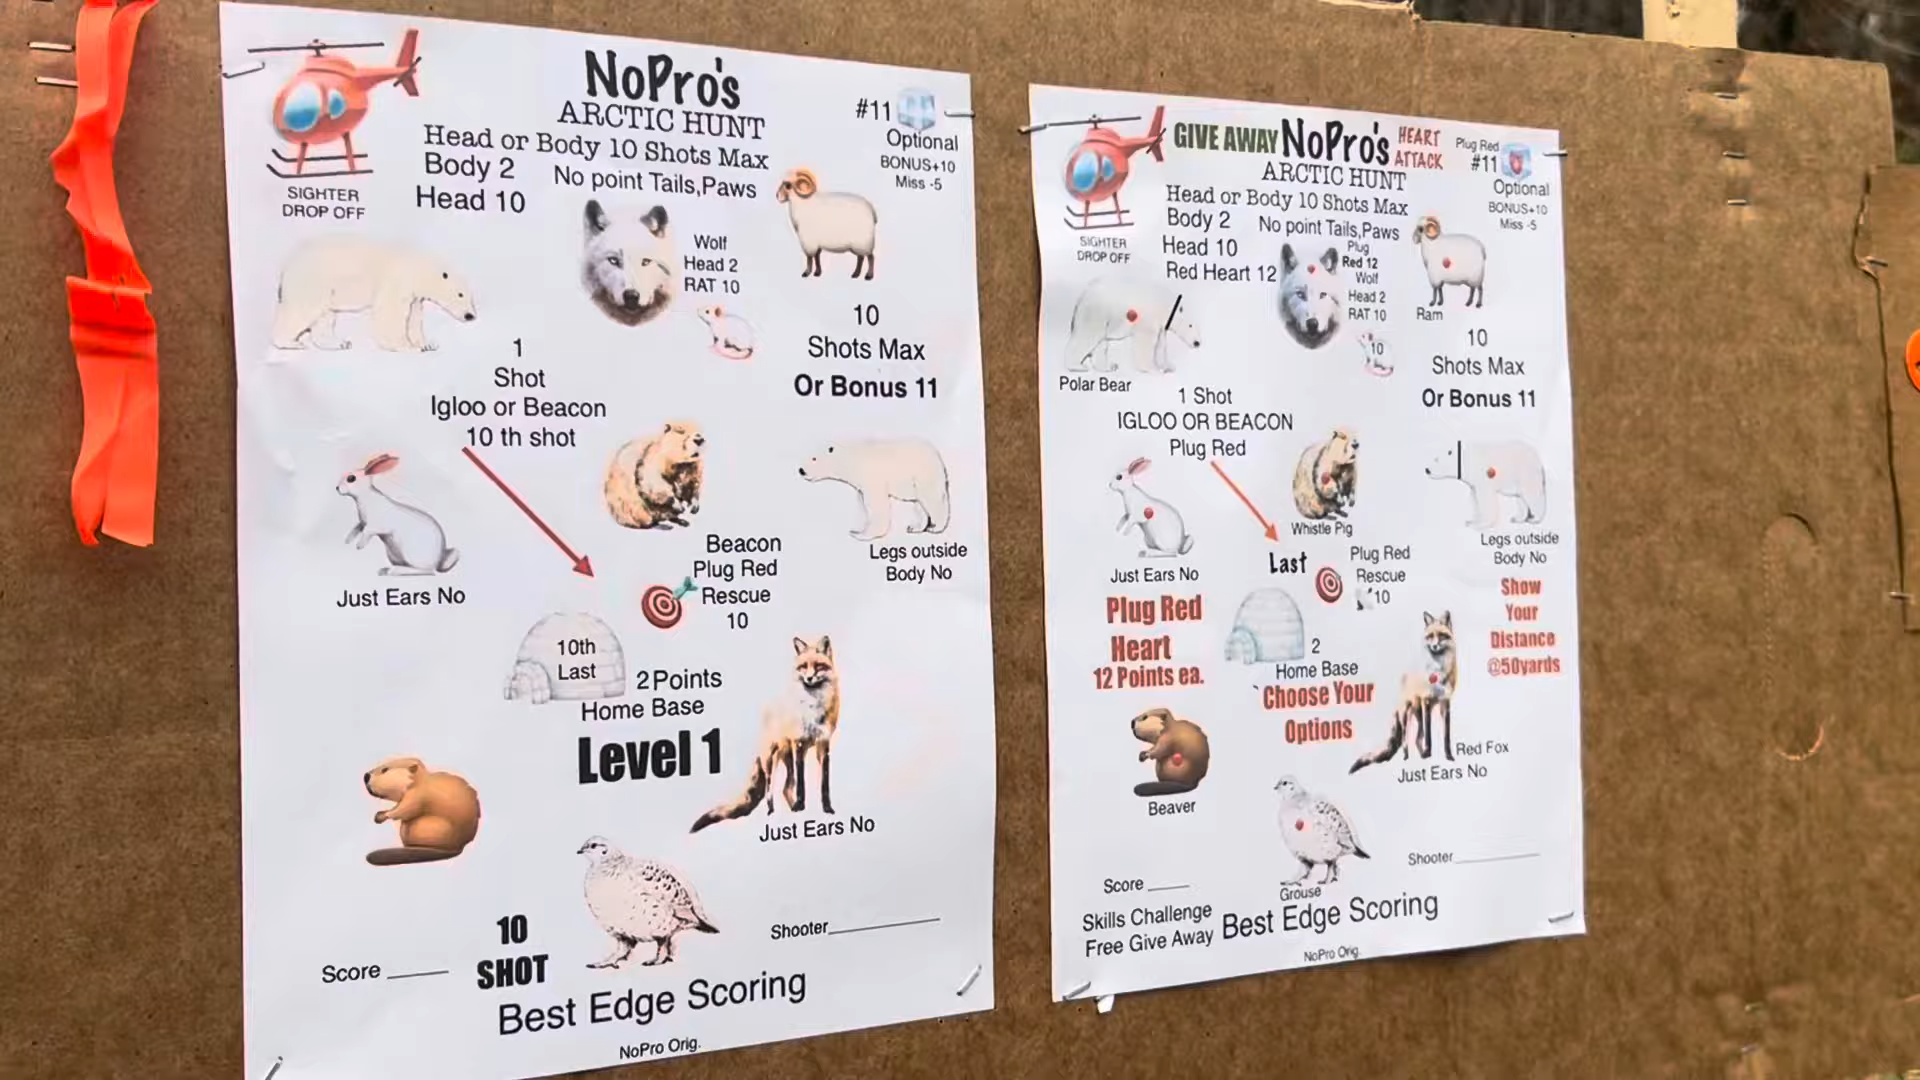 NoPro's
ARCTIC HUNT
Head or Body 10 Shots Max
Body 2
No point Tails,Paws
Head 10
#11
Optional
BONUS+10
Miss -5
SIGHTER
DROP OFF
Wolf
Head 2
RAT 10
10
Shots Max
Or Bonus 11
1
Shot
Igloo or Beacon
10 th shot
Just Ears No
Beacon
Plug Red
Rescue
10
Legs outside
Body No
10th
Last
2 Points
Home Base
Level 1
Just Ears No
Score
10
SHOT
Shooter
Best Edge Scoring
NoPro Orig.
GIVE AWAY NoPro's HEART
ATTACK
ARCTIC HUNT
Plug Red
#11
Optional
BONUS+10
Miss -5
Head or Body 10 Shots Max
Body 2
No point Tails,Paws
Head 10
Red Heart 12
SIGHTER
DROP OFF
Plug
Red 12
Wolf
Head 2
RAT 10
10
Ram
10
Shots Max
Or Bonus 11
Polar Bear
1 Shot
IGLOO OR BEACON
Plug Red
Just Ears No
Whistle Pig
Legs outside
Body No
Last
Plug Red
Rescue
10
Plug Red
Heart
12 Points ea.
2
Home Base
Choose Your
Options
Show
Your
Distance
@50yards
Beaver
Red Fox
Just Ears No
Grouse
Score
Shooter
Skills Challenge
Free Give Away
Best Edge Scoring
NoPro Orig.